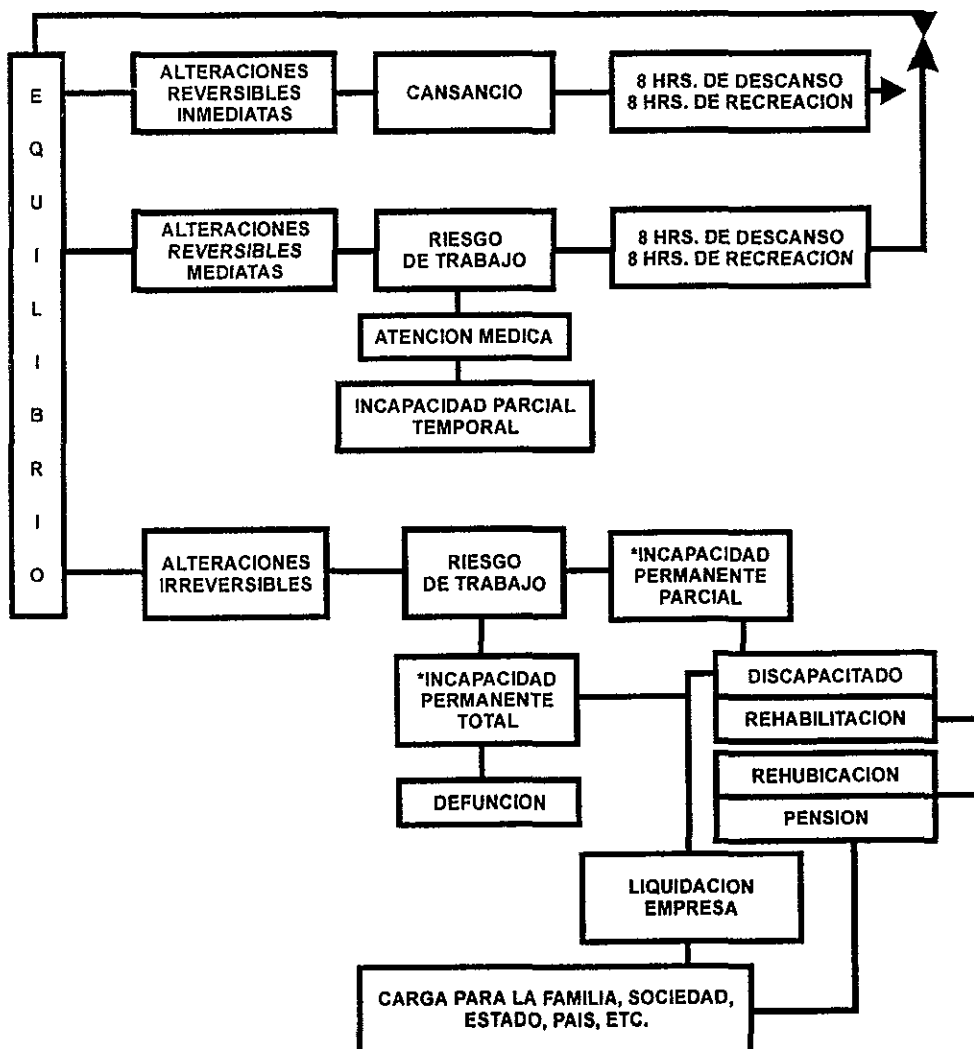 E
Q
U
I
L
I
B
R
I
O
ALTERACIONES
REVERSIBLES
INMEDIATAS
CANSANCIO
8 HRS. DE DESCANSO
8 HRS. DE RECREACION
ALTERACIONES
REVERSIBLES
MEDIATAS
RIESGO
DE TRABAJO
8 HRS. DE DESCANSO
8 HRS. DE RECREACION
ATENCION MEDICA
INCAPACIDAD PARCIAL
TEMPORAL
ALTERACIONES
IRREVERSIBLES
RIESGO
DE TRABAJO
*INCAPACIDAD
PERMANENTE
PARCIAL
*INCAPACIDAD
PERMANENTE
TOTAL
DEFUNCION
DISCAPACITADO
REHABILITACION
REHUBICACION
PENSION
LIQUIDACION
EMPRESA
CARGA PARA LA FAMILIA, SOCIEDAD,
ESTADO, PAIS, ETC.